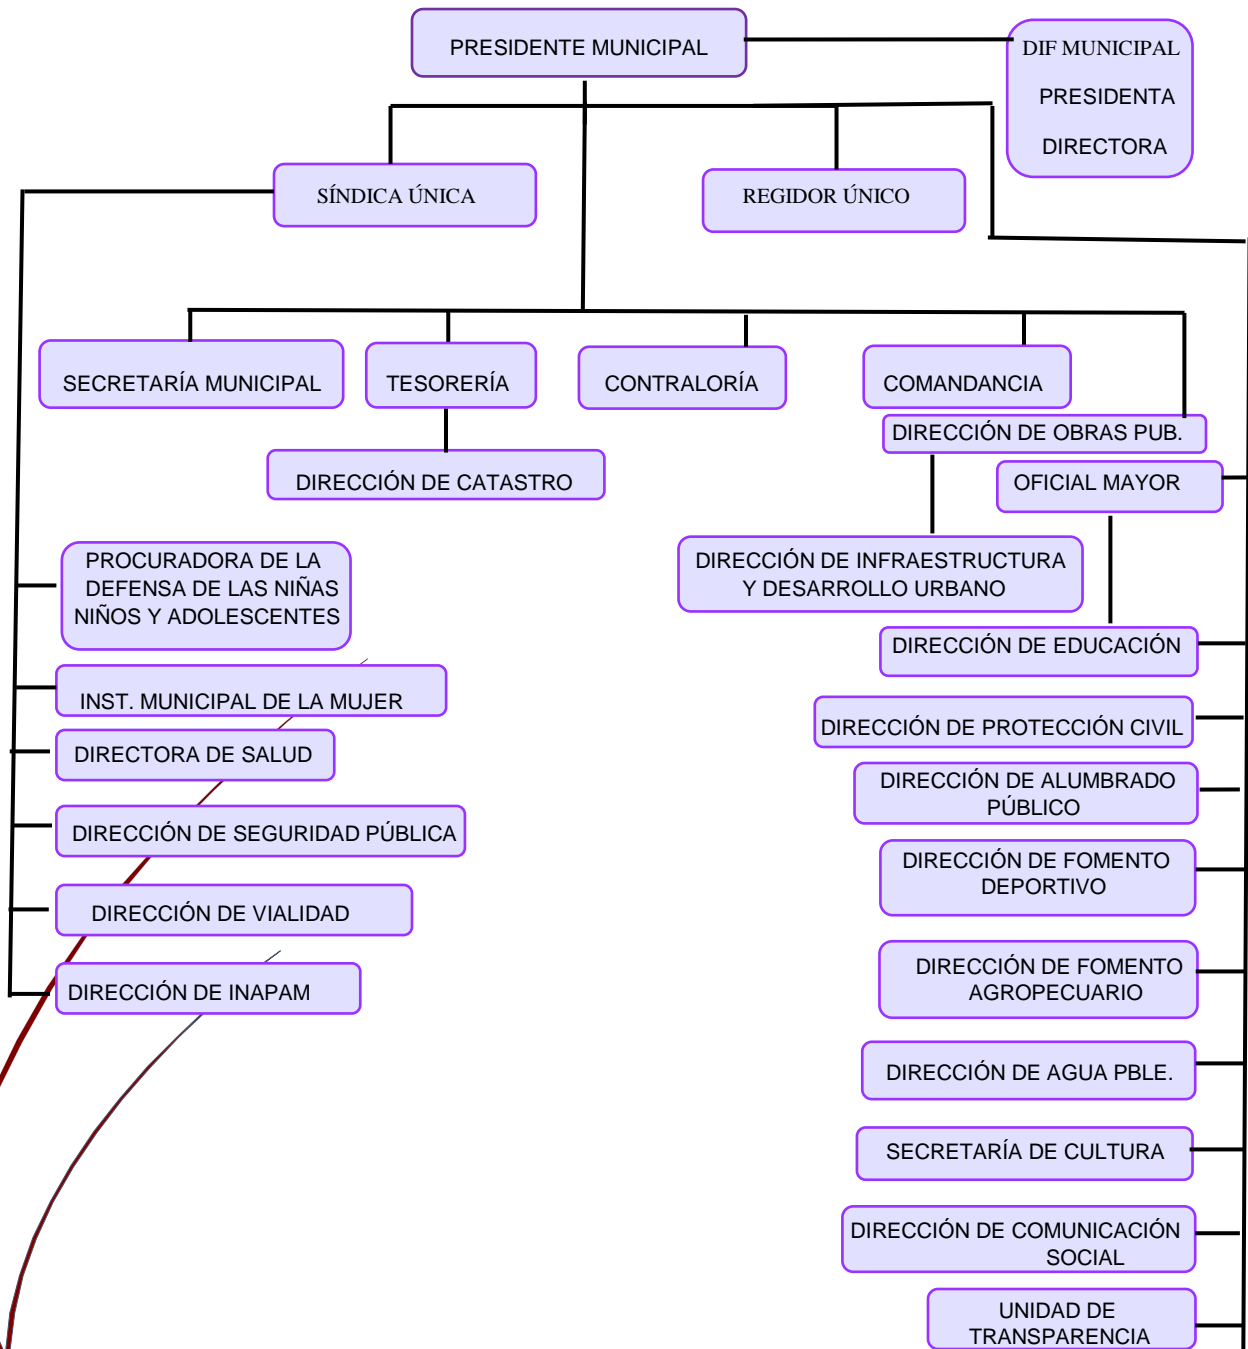 PRESIDENTE MUNICIPAL
DIF MUNICIPAL
PRESIDENTA
DIRECTORA
SÍNDICA ÚNICA
REGIDOR ÚNICO
SECRETARÍA MUNICIPAL
TESORERÍA
CONTRALORÍA
COMANDANCIA
DIRECCIÓN DE OBRAS PUB.
DIRECCIÓN DE CATASTRO
OFICIAL MAYOR
PROCURADORA DE LA
DEFENSA DE LAS NIÑAS
NIÑOS Y ADOLESCENTES
DIRECCIÓN DE INFRAESTRUCTURA
Y DESARROLLO URBANO
DIRECCIÓN DE EDUCACIÓN
INST. MUNICIPAL DE LA MUJER
DIRECCIÓN DE PROTECCIÓN CIVIL
DIRECTORA DE SALUD
DIRECCIÓN DE ALUMBRADO
PÚBLICO
DIRECCIÓN DE SEGURIDAD PÚBLICA
DIRECCIÓN DE FOMENTO
DEPORTIVO
DIRECCIÓN DE VIALIDAD
DIRECCIÓN DE FOMENTO
AGROPECUARIO
DIRECCIÓN DE INAPAM
DIRECCIÓN DE AGUA PBLE.
SECRETARÍA DE CULTURA
DIRECCIÓN DE COMUNICACIÓN
SOCIAL
UNIDAD DE
TRANSPARENCIA